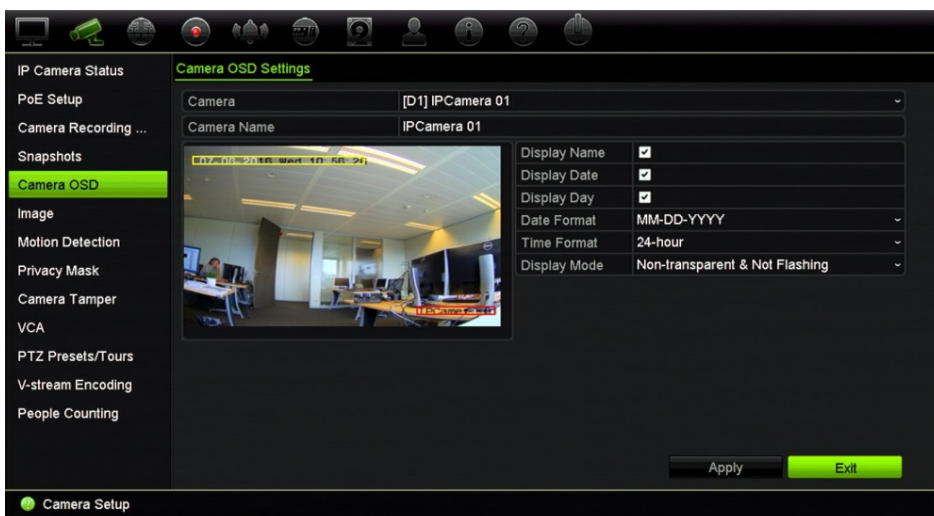 IP Camera Status
PoE Setup
Camera Recording ...
Snapshots
Camera OSD
Image
Motion Detection
Privacy Mask
Camera Tamper
VCA
PTZ Presets/Tours
V-stream Encoding
People Counting
Camera OSD Settings
Camera [D1] IPCamera 01
Camera Name IPCamera 01
Wed
Display Name
Display Date
Display Day
Date Format MM-DD-YYYY
Time Format 24-hour
Display Mode Non-transparent & Not Flashing
Apply Exit
Camera Setup